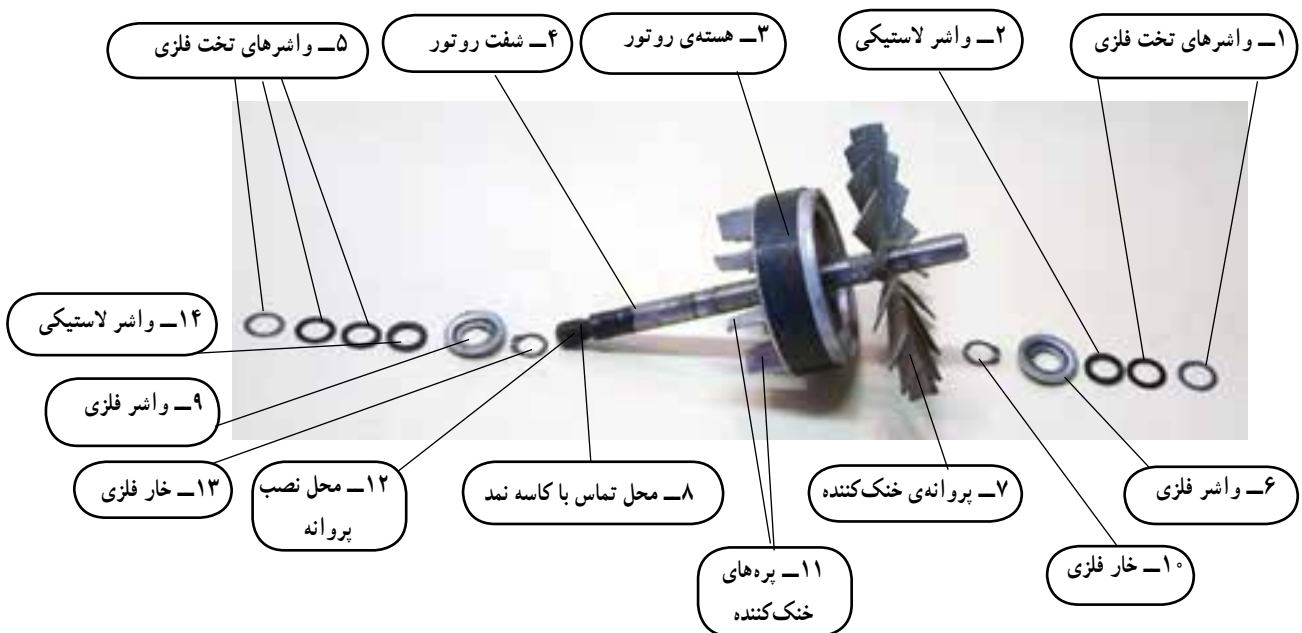 ۱ــ واشرهای تخت فلزی
۲ــ واشر لاستیکی
۳ــ هسته‌ی روتور
۴ــ شفت روتور
۵ــ واشرهای تخت فلزی
۱۴ــ واشر لاستیکی
۹ــ واشر فلزی
۱۳ــ خار فلزی
۱۲ــ محل نصب
پروانه
۸ــ محل تماس با کاسه نمد
۷ــ پروانه‌ی خنک‌کننده
۶ــ واشر فلزی
۱۱ــ پره‌های
خنک‌کننده
۱۰ــ خار فلزی